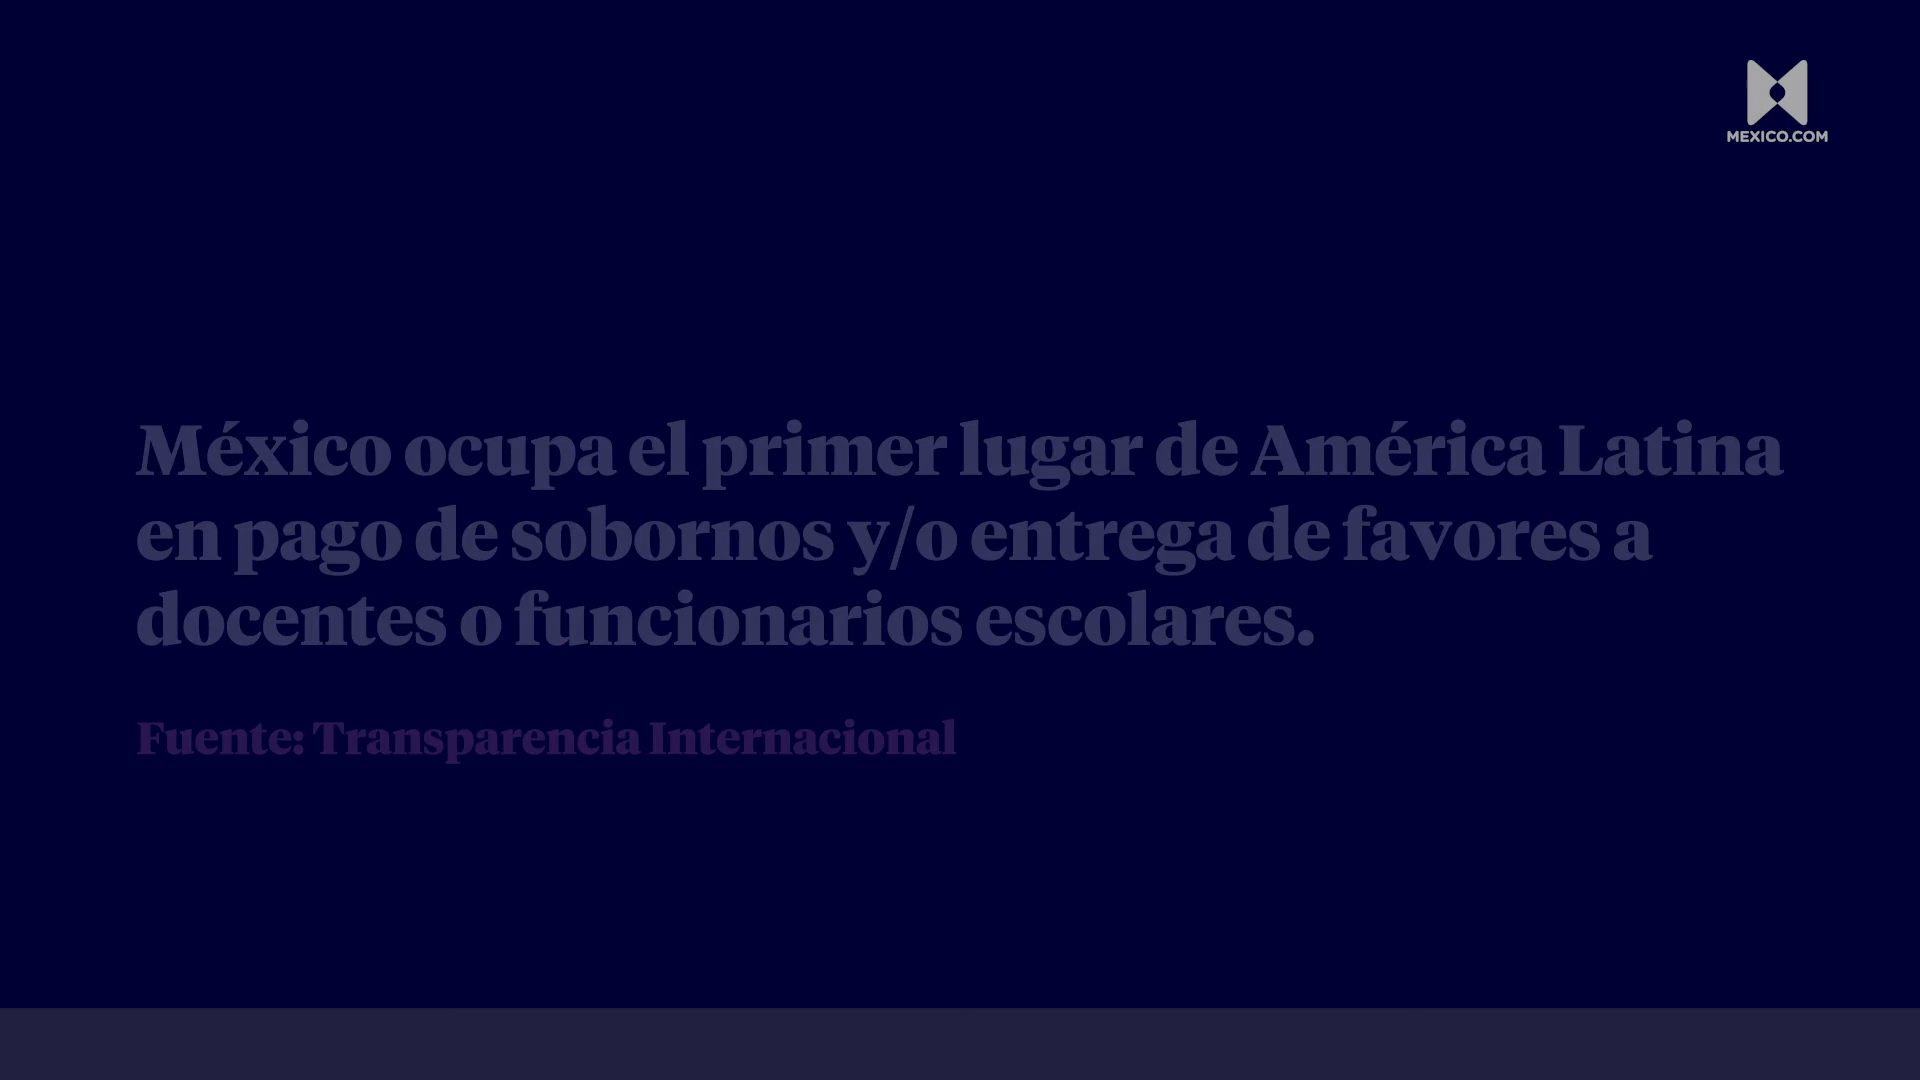 MEXICO.COM
México ocupa el primer lugar de América Latina
en pago de sobornos y/o entrega de favores a
docentes o funcionarios escolares.
Fuente: Transparencia Internacional